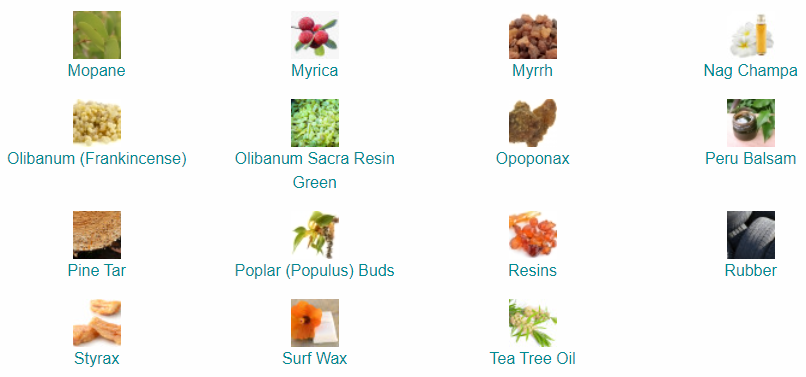 Mopane
Myrica
Myrrh
Nag Champa
Olibanum (Frankincense)
Olibanum Sacra Resin
Green
Opoponax
Peru Balsam
Pine Tar
Poplar (Populus) Buds
Resins
Rubber
Styrax
Surf Wax
Tea Tree Oil